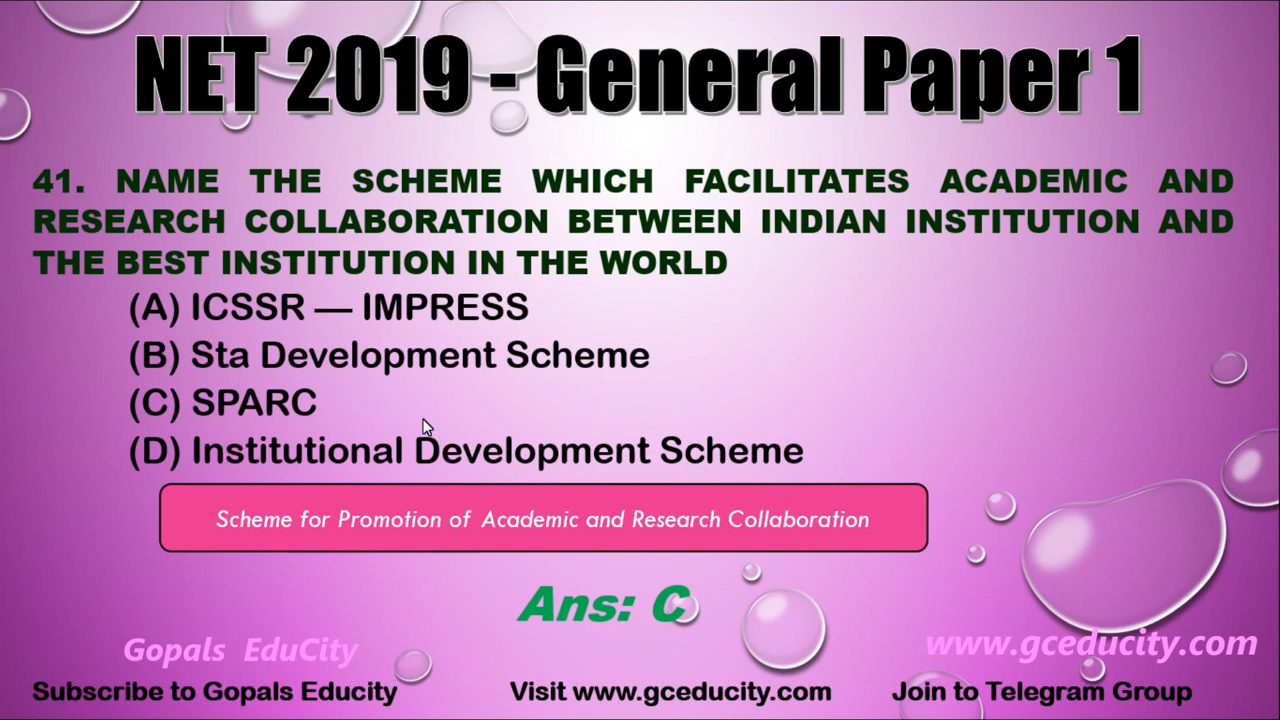 NET 2019 - General Paper 1
41. NAME THE SCHEME WHICH FACILITATES ACADEMIC AND
RESEARCH COLLABORATION BETWEEN INDIAN INSTITUTION AND
THE BEST INSTITUTION IN THE WORLD
(A) ICSSR — IMPRESS
(B) Sta Development Scheme
(C) SPARC
(D) Institutional Development Scheme
Scheme for Promotion of Academic and Research Collaboration
Ans: C
Gopals EduCity
www.gceducity.com
Subscribe to Gopals Educity
Visit www.gceducity.com
Join to Telegram Group